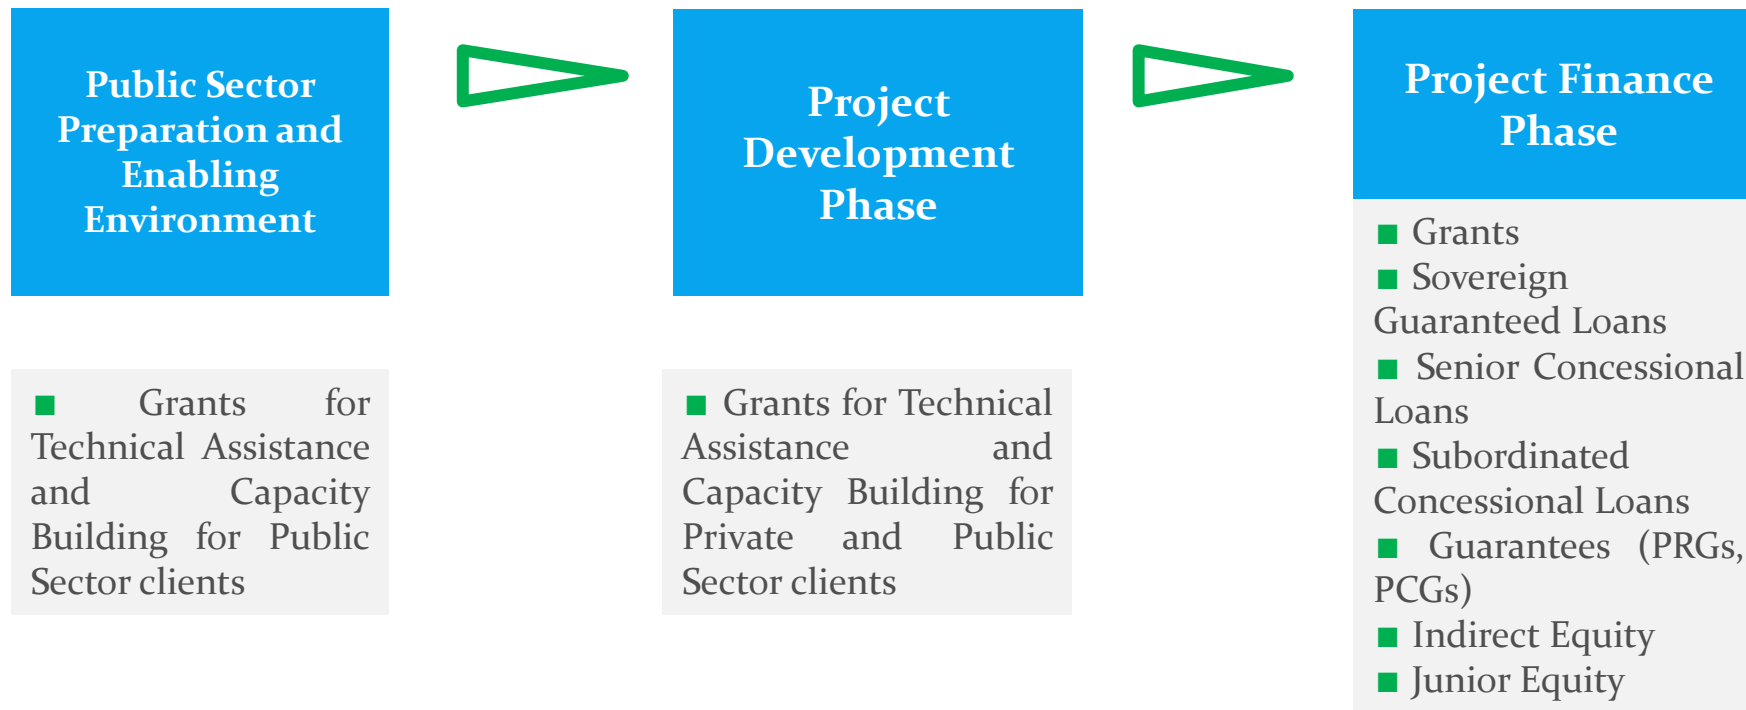 Public Sector
Preparation and
Enabling
Environment
■ Grants for
Technical Assistance
and Capacity
Building for Public
Sector clients
Project
Development
Phase
■ Grants for Technical
Assistance and
Capacity Building for
Private and Public
Sector clients
Project Finance
Phase
■ Grants
■ Sovereign
Guaranteed Loans
■ Senior Concessional
Loans
■ Subordinated
Concessional Loans
■ Guarantees (PRGs,
PCGs)
■ Indirect Equity
■ Junior Equity